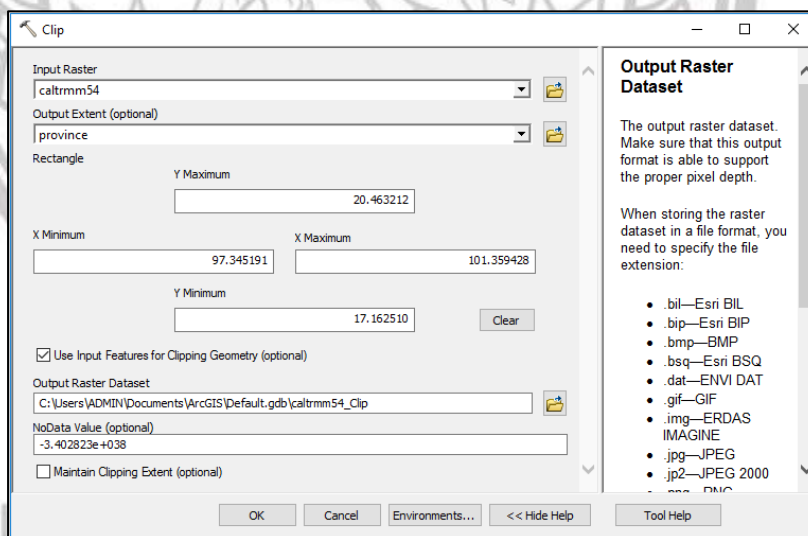 Clip
Input Raster
caltrmm54
Output Extent (optional)
province
Rectangle
Y Maximum
20.463212
X Minimum
X Maximum
97.345191
101.359428
Y Minimum
17.162510
Clear
Use Input Features for Clipping Geometry (optional)
Output Raster Dataset
C:\Users\ADMIN\Documents\ArcGIS\Default.gdb\caltrmm54_Clip
NoData Value (optional)
-3.402823e+038
Maintain Clipping Extent (optional)
Output Raster
Dataset
The output raster dataset.
Make sure that this output
format is able to support
the proper pixel depth.
When storing the raster
dataset in a file format, you
need to specify the file
extension:
• .bil—Esri BIL
• .bip—Esri BIP
• .bmp—BMP
• .bsq—Esri BSQ
• .dat—ENVI DAT
• .gif—GIF
• .img—ERDAS
IMAGINE
• .jpg—JPEG
• .jp2—JPEG 2000
OK
Cancel
Environments...
<< Hide Help
Tool Help